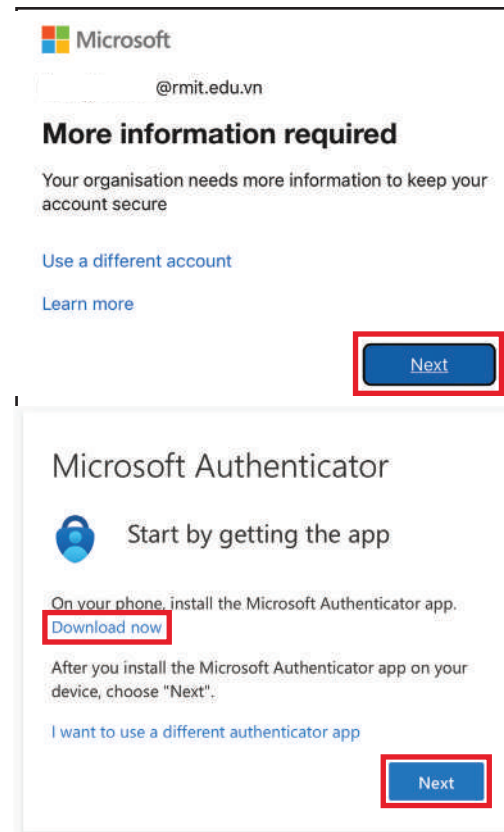 Microsoft
@rmit.edu.vn
More information required
Your organisation needs more information to keep your
account secure
Use a different account
Learn more
Next
Microsoft Authenticator
Start by getting the app
On your phone, install the Microsoft Authenticator app.
Download now
After you install the Microsoft Authenticator app on your
device, choose "Next".
I want to use a different authenticator app
Next